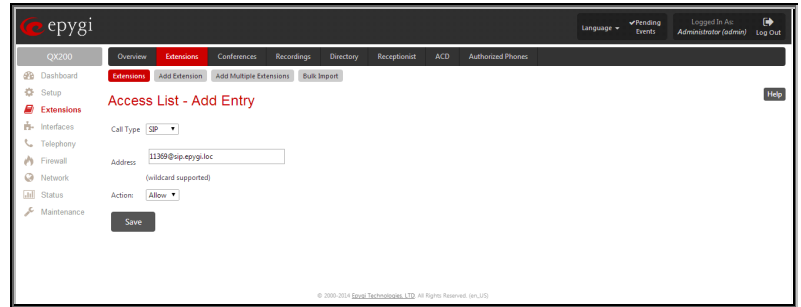 epygi
Language
Pending Events
Logged In As: Administrator (admin)
Log Out
QX200
Overview Extensions Conferences Recordings Directory Receptionist ACD Authorized Phones
Dashboard
Setup
Extensions
Interfaces
Telephony
Firewall
Network
Status
Maintenance
Extensions Add Extension Add Multiple Extensions Bulk Import
Help
Access List - Add Entry
Call Type SIP
Address 11369@sip.epygi.loc
(wildcard supported)
Action: Allow
Save
© 2000-2014 Epygi Technologies, LTD. All Rights Reserved. (en_US)